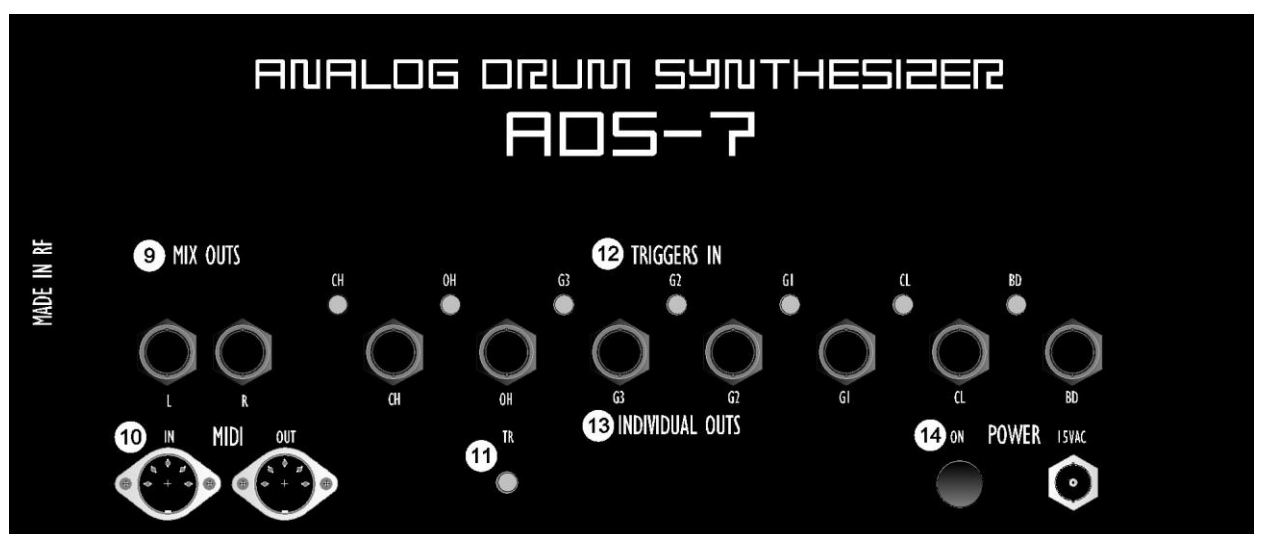 ANALOG DRUM SYNTHESIZER
ADS-7
MADE IN RF
9 MIX OUTS
12 TRIGGERS IN
CH OH G3 G2 G1 CL BD
L R CH OH G3 G2 G1 CL BD
13 INDIVIDUAL OUTS
10 IN MIDI OUT
11 TR
14 ON POWER 15VAC